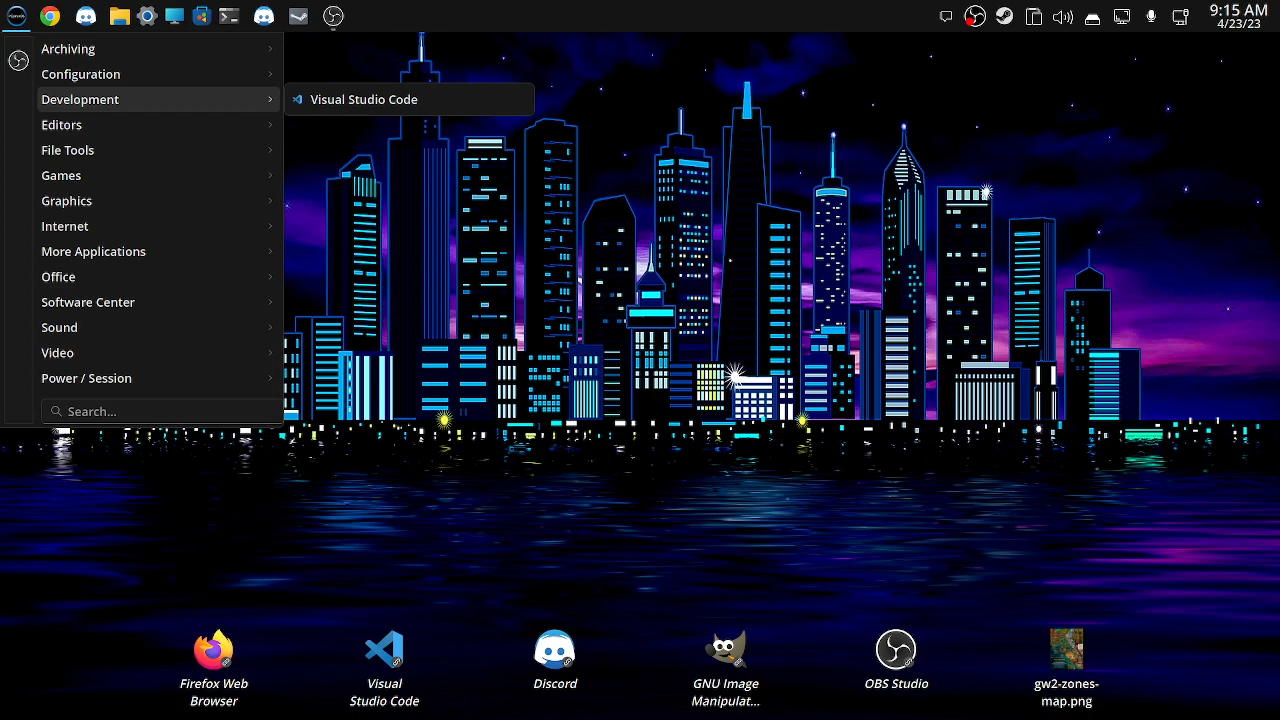 9:15 AM
4/23/23
Archiving
Configuration
Development
Visual Studio Code
Editors
File Tools
Games
Graphics
Internet
More Applications
Office
Software Center
Sound
Video
Power / Session
Search...
Firefox Web
Browser
Visual
Studio Code
Discord
GNU Image
Manipulat...
OBS Studio
gw2-zones-
map.png